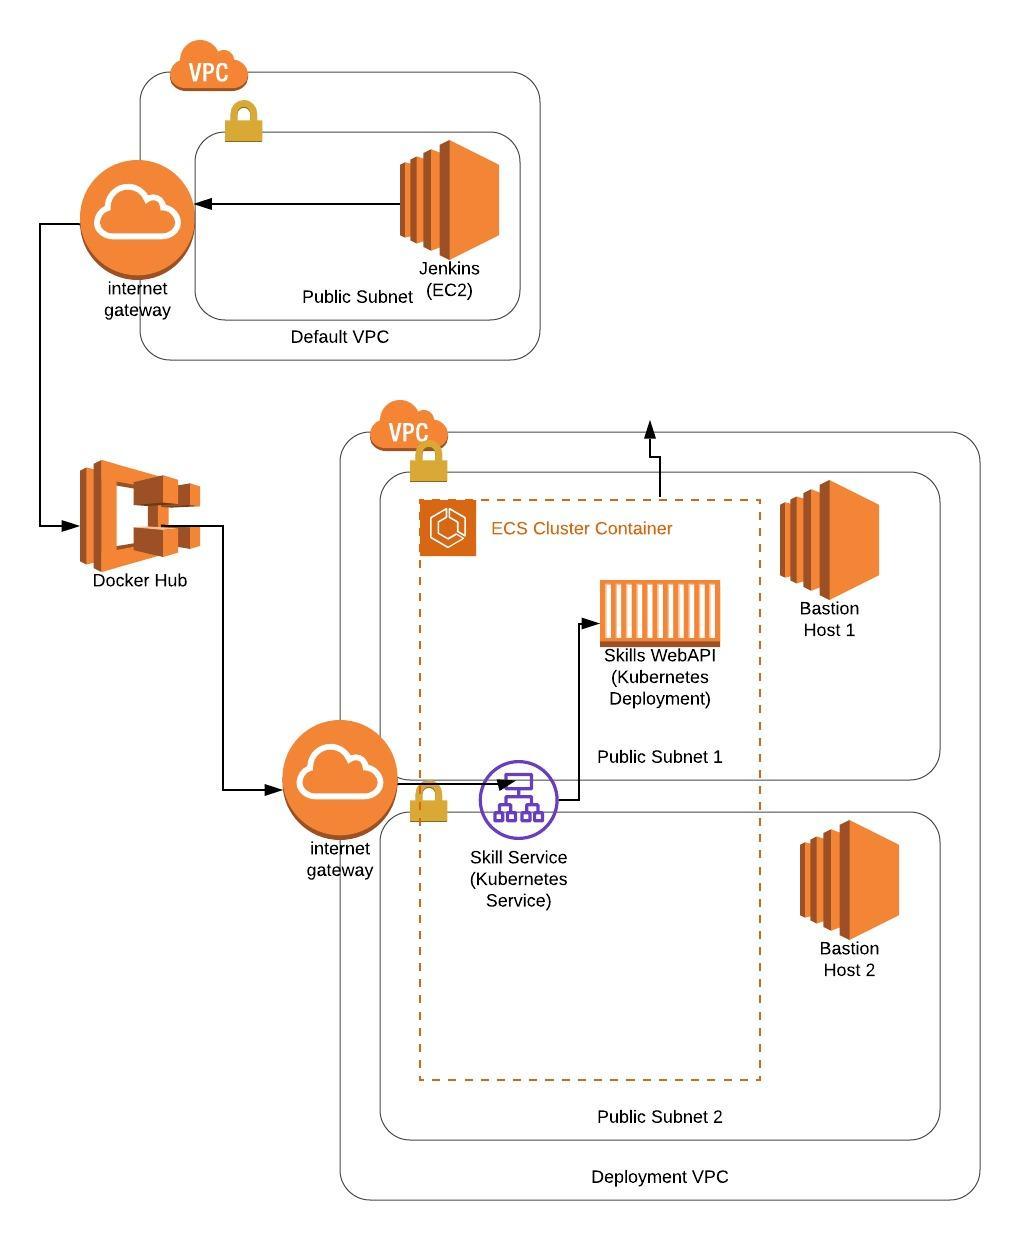 VPC
Jenkins
(EC2)
internet
gateway
Public Subnet
Default VPC
VPC
ECS Cluster Container
Docker Hub
Bastion
Host 1
Skills WebAPI
(Kubernetes
Deployment)
Public Subnet 1
internet
gateway
Skill Service
(Kubernetes
Service)
Bastion
Host 2
Public Subnet 2
Deployment VPC